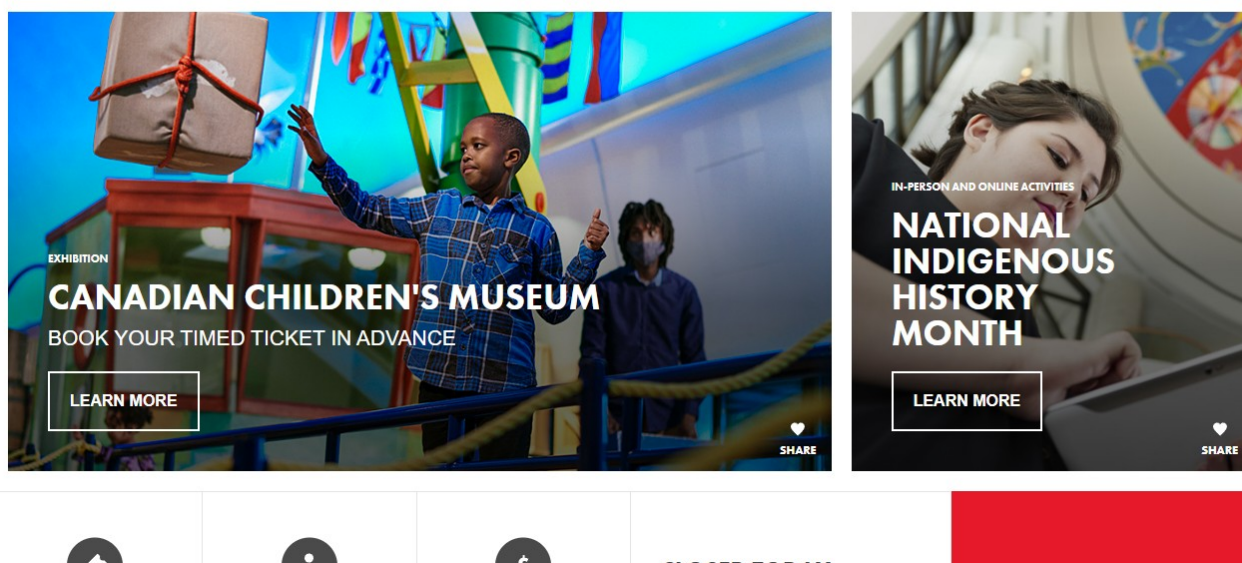 EXHIBITION
CANADIAN CHILDREN'S MUSEUM
BOOK YOUR TIMED TICKET IN ADVANCE
LEARN MORE
SHARE
IN-PERSON AND ONLINE ACTIVITIES
NATIONAL
INDIGENOUS
HISTORY
MONTH
LEARN MORE
SHARE